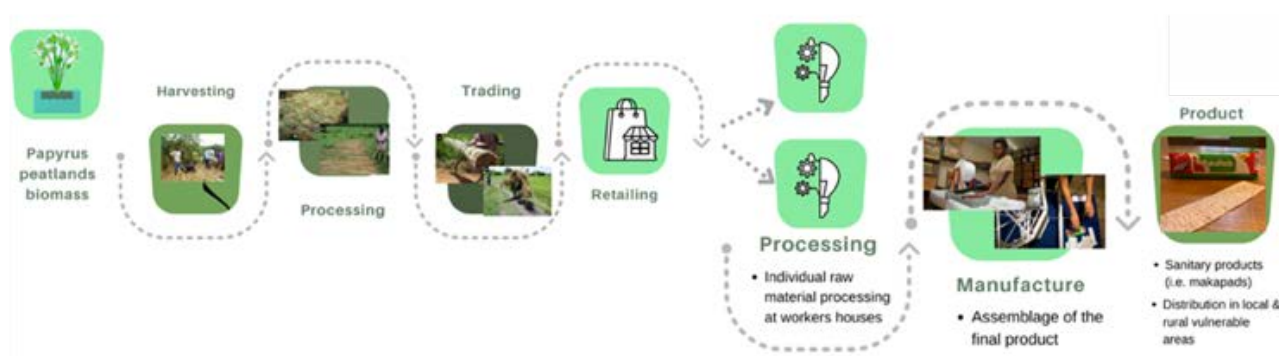 Papyrus
peatlands
biomass
Harvesting
Processing
Trading
Retailing
Processing
• Individual raw
material processing
at workers houses
Manufacture
• Assemblage of the
final product
Product
• Sanitary products
(i.e. makapads)
• Distribution in local &
rural vulnerable
areas